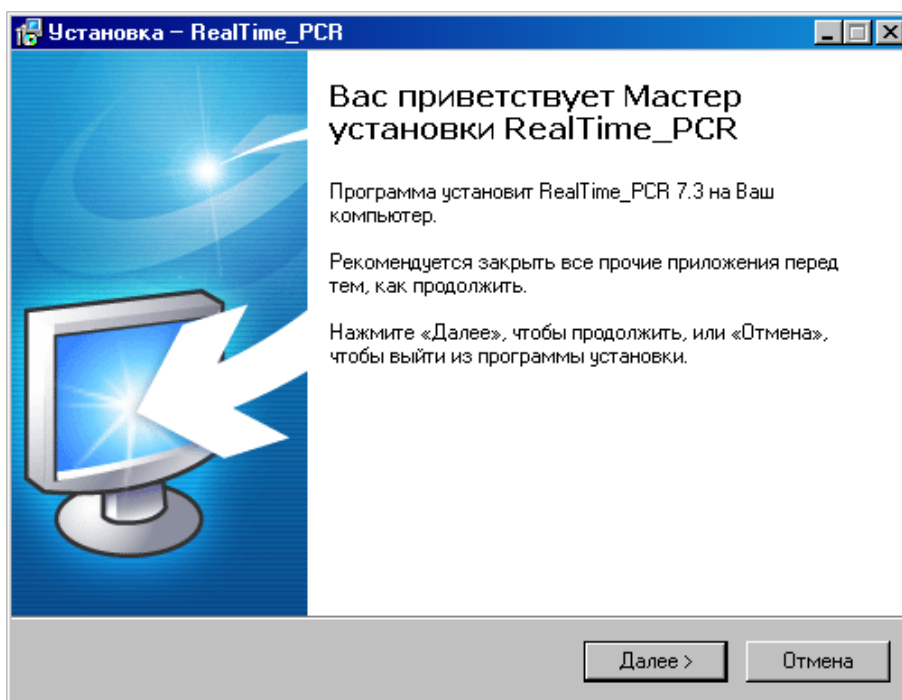 Установка – RealTime_PCR
Вас приветствует Мастер
установки RealTime_PCR
Программа установит RealTime_PCR 7.3 на Ваш
компьютер.
Рекомендуется закрыть все прочие приложения перед
тем, как продолжить.
Нажмите «Далее», чтобы продолжить, или «Отмена»,
чтобы выйти из программы установки.
Далее >
Отмена